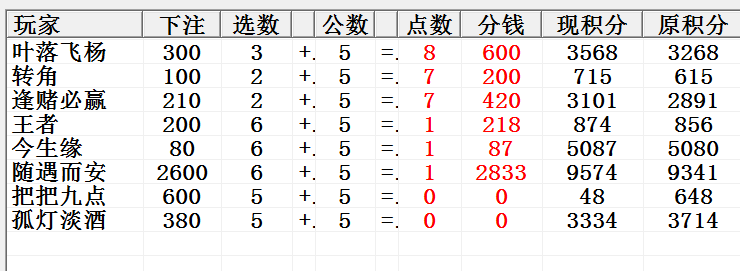 玩家 下注 选数 公数 点数 分钱 现积分 原积分
叶落飞杨 300 3 +. 5 =. 8 600 3568 3268
转角 100 2 +. 5 =. 7 200 715 615
逢赌必赢 210 2 +. 5 =. 7 420 3101 2891
王者 200 6 +. 5 =. 1 218 874 856
今生缘 80 6 +. 5 =. 1 87 5087 5080
随遇而安 2600 6 +. 5 =. 1 2833 9574 9341
把把九点 600 5 +. 5 =. 0 0 48 648
孤灯淡酒 380 5 +. 5 =. 0 0 3334 3714